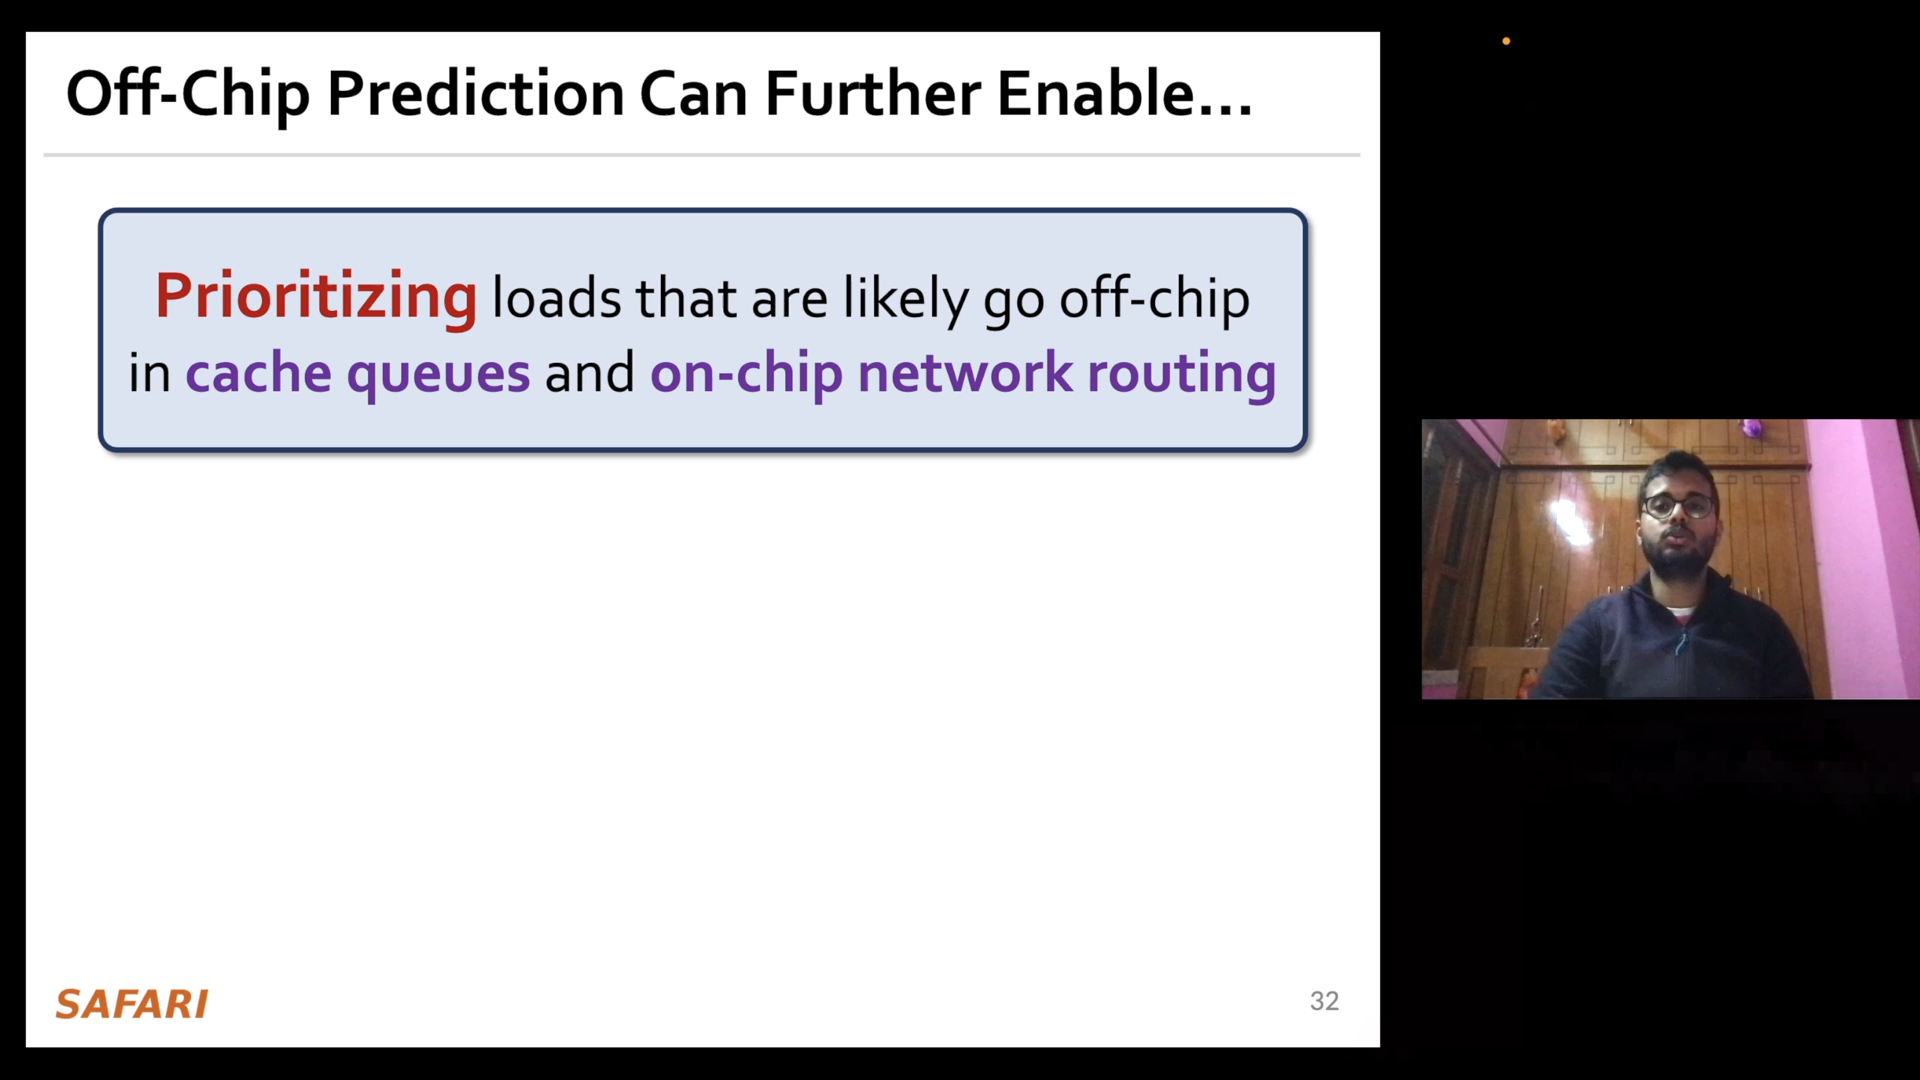 Off-Chip Prediction Can Further Enable...
Prioritizing loads that are likely go off-chip
in cache queues and on-chip network routing
SAFARI
32